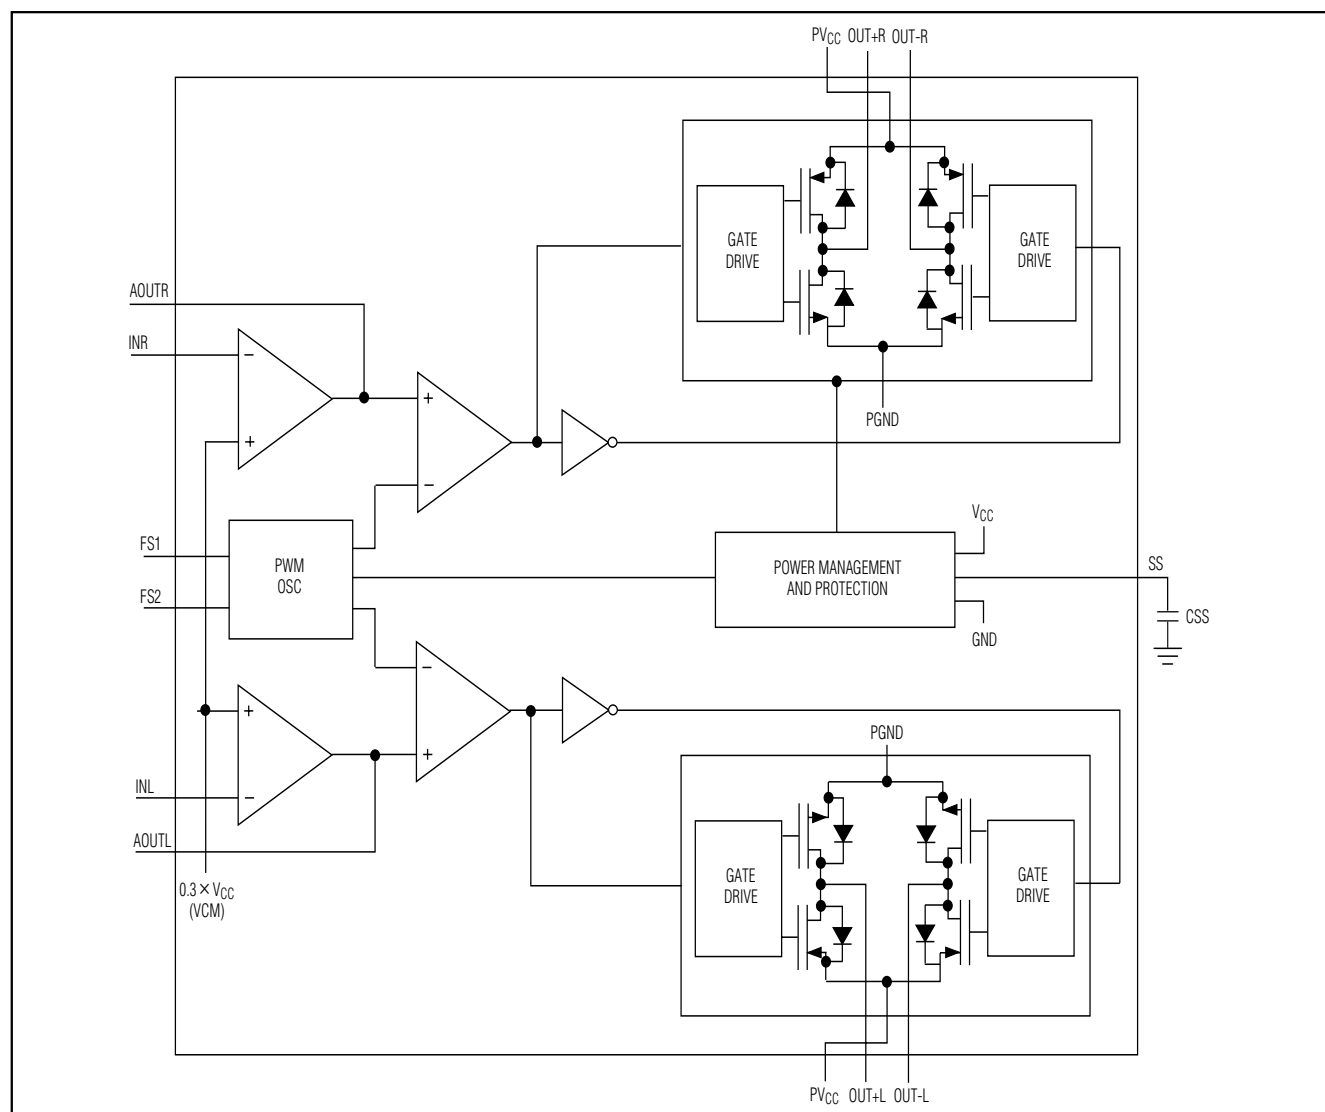 PVCC OUT+R OUT-R
GATE
DRIVE
GATE
DRIVE
AOUTR
INR
−
+
+
−
PGND
FS1
FS2
PWM
OSC
POWER MANAGEMENT
AND PROTECTION
VCC
GND
SS
CSS
−
+
+
−
INL
AOUTL
0.3 × VCC
(VCM)
PGND
GATE
DRIVE
GATE
DRIVE
PVCC OUT+L OUT-L